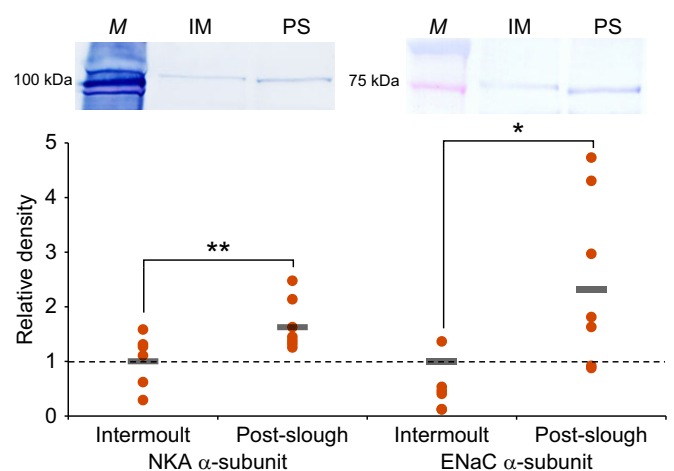 M IM PS M IM PS
100 kDa 75 kDa
5
4
3
2
1
0
Relative density
**
*
Intermoult Post-slough Intermoult Post-slough
NKA α-subunit ENaC α-subunit